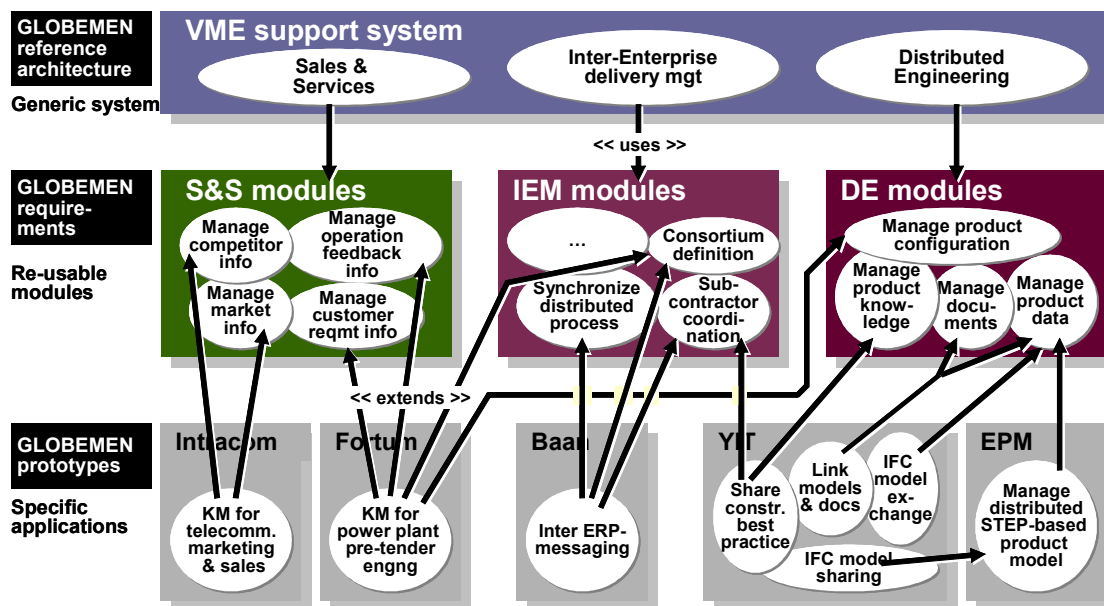 GLOBEMEN
reference
architecture
Generic system
VME support system
Sales &
Services
Inter-Enterprise
delivery mgt
Distributed
Engineering
<< uses >>
GLOBEMEN
require-
ments
Re-usable
modules
S&S modules
Manage
competitor
info
Manage
operation
feedback
info
Manage
market
info
Manage
customer
reqmt info
IEM modules
...
Consortium
definition
Synchronize
distributed
process
Sub-
contractor
coordi-
nation
DE modules
Manage product
configuration
Manage
product
know-
ledge
Manage
docu-
ments
Manage
product
data
<< extends >>
GLOBEMEN
prototypes
Specific
applications
Intracom
KM for
telecomm.
marketing
& sales
Fortum
KM for
power plant
pre-tender
engng
Baan
Inter ERP-
messaging
YIT
Share
constr.
best
practice
Link
models
& docs
IFC
model
ex-
change
IFC model
sharing
EPM
Manage
distributed
STEP-based
product
model